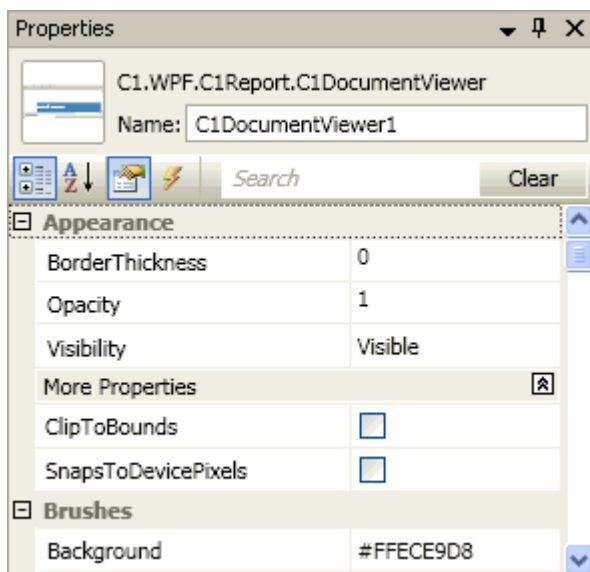 Properties
C1.WPF.C1Report.C1DocumentViewer
Name: C1DocumentViewer1
A
Z
Search Clear
Appearance
BorderThickness 0
Opacity 1
Visibility Visible
More Properties
ClipToBounds
SnapsToDevicePixels
Brushes
Background #FFECE9D8